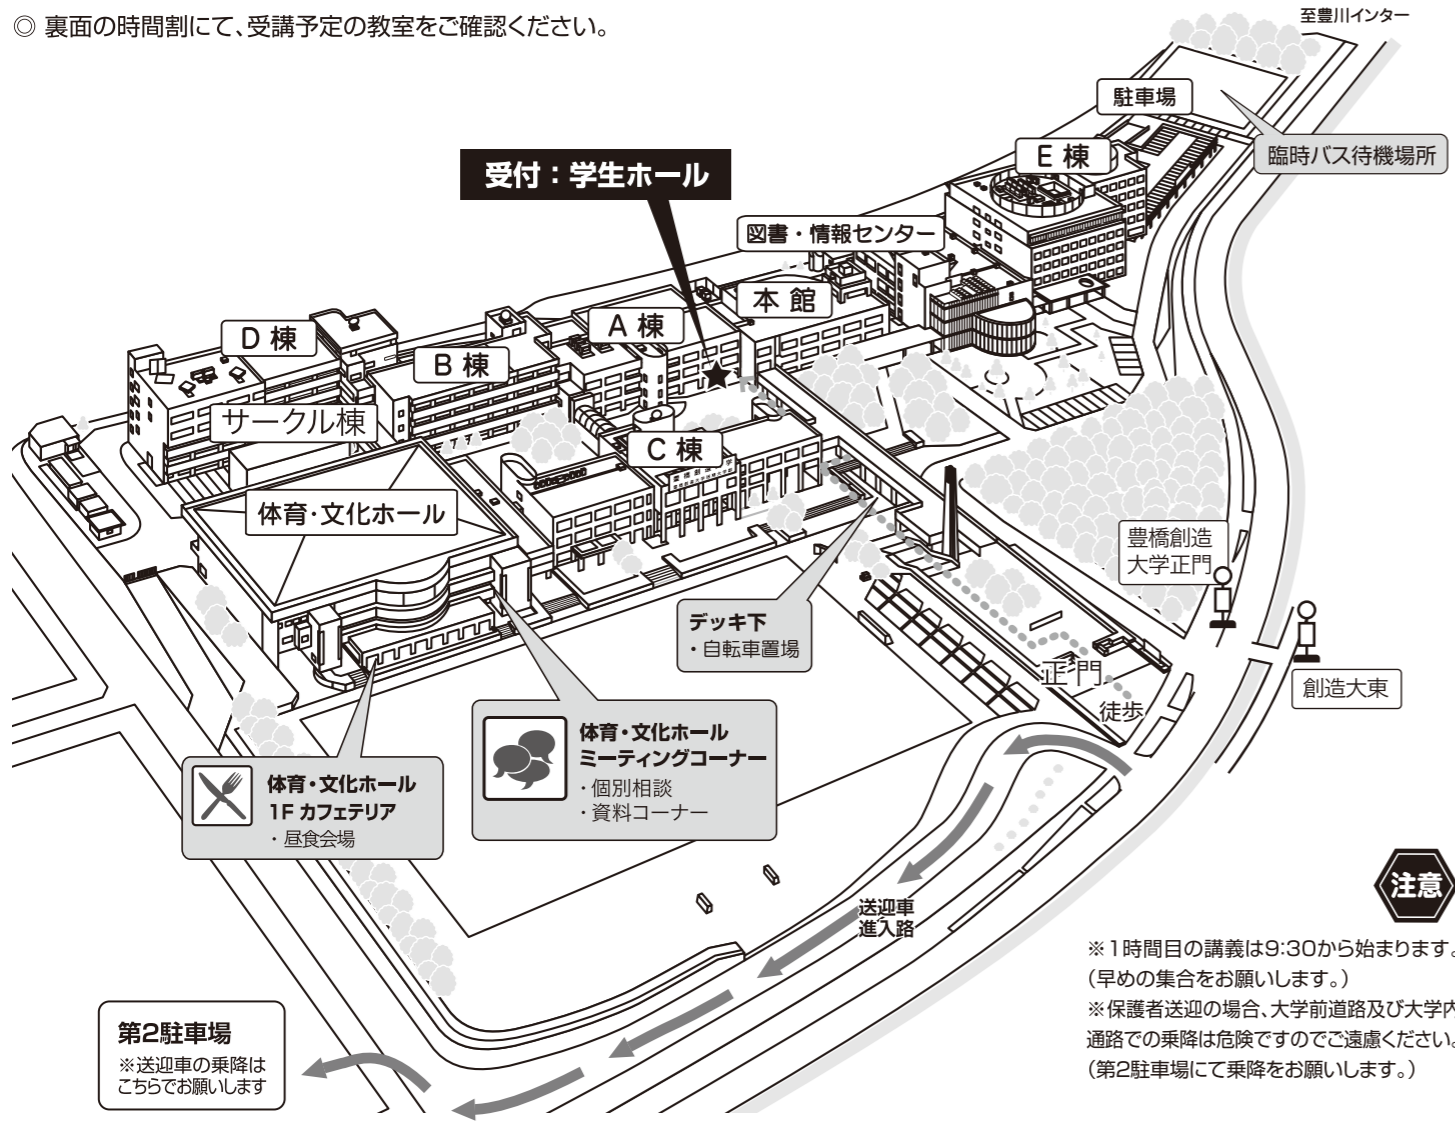 ◎ 裏面の時間割にて、受講予定の教室をご確認ください。
至豊川インター
駐車場
臨時バス待機場所
E 棟
受付：学生ホール
図書・情報センター
本 館
A 棟
D 棟
B 棟
サークル棟
C 棟
体育・文化ホール
豊橋創造
大学正門
デッキ下
・自転車置場
正門
徒歩
創造大東
体育・文化ホール
ミーティングコーナー
・個別相談
・資料コーナー
体育・文化ホール
1F カフェテリア
・昼食会場
送迎車
進入路
注意
※1時間目の講義は9:30から始まります。
（早めの集合をお願いします。）
※保護者送迎の場合、大学前道路及び大学内
通路での乗降は危険ですのでご遠慮ください。
（第2駐車場にて乗降をお願いします。）
第2駐車場
※送迎車の乗降は
こちらでお願いします